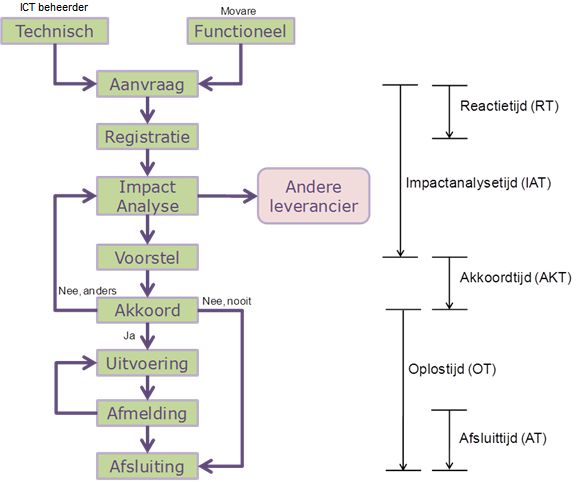 ICT beheerder
Movare
Technisch
Functioneel
Aanvraag
Reactietijd (RT)
Registratie
Impact
Analyse
Andere
leverancier
Impactanalysetijd (IAT)
Voorstel
Akkoordtijd (AKT)
Nee, anders
Nee, nooit
Akkoord
Ja
Uitvoering
Oplostijd (OT)
Afmelding
Afsluittijd (AT)
Afsluiting